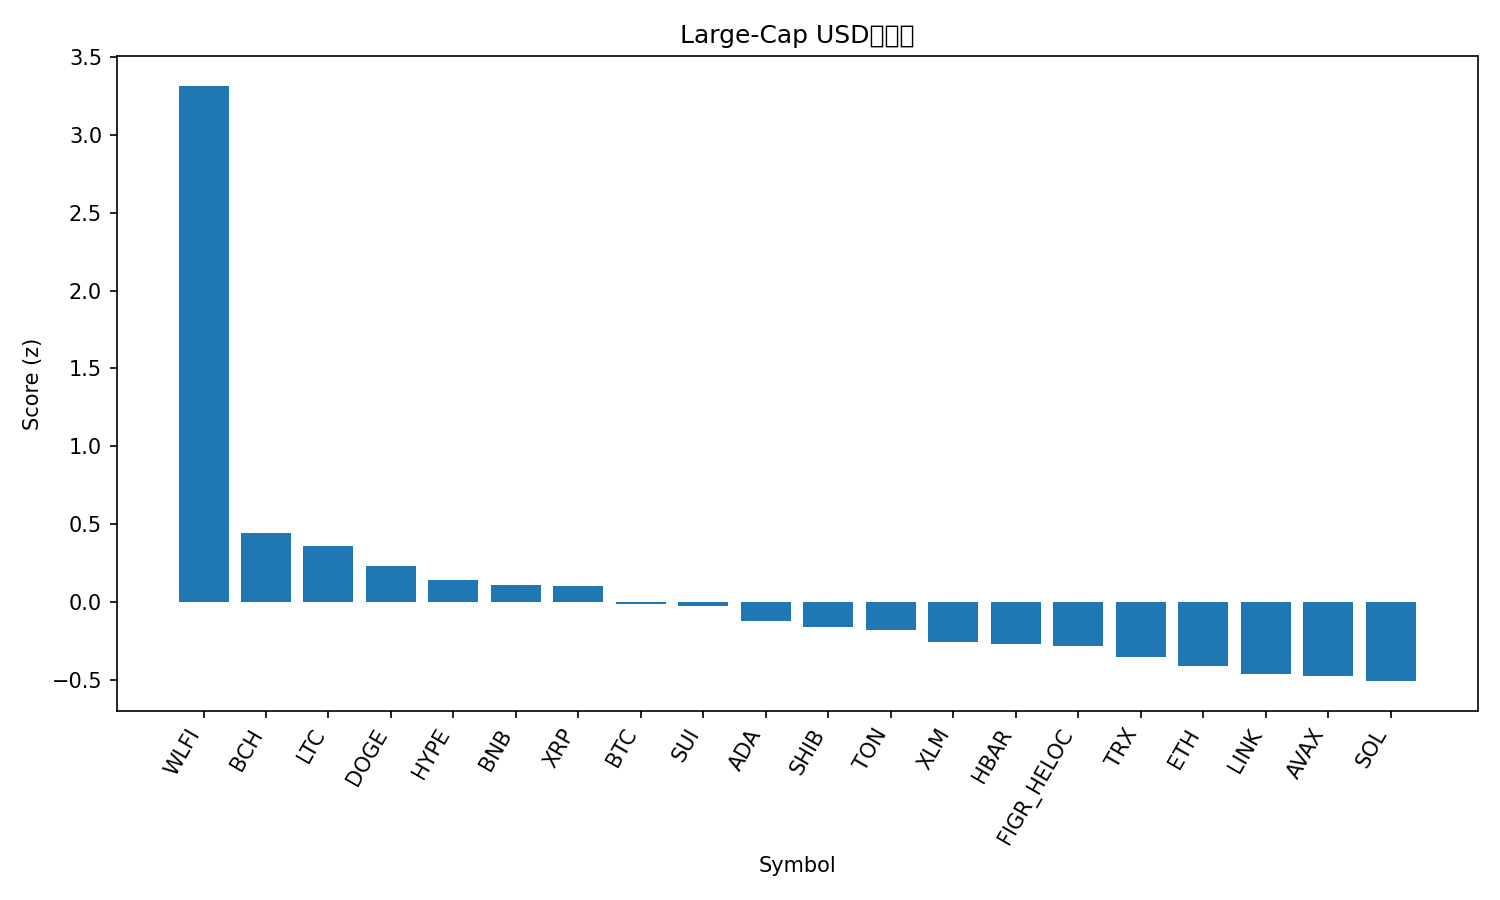 Large-Cap USD
Score (z)
3.5
3.0
2.5
2.0
1.5
1.0
0.5
0.0
−0.5
WLFI
BCH
LTC
DOGE
HYPE
BNB
XRP
BTC
SUI
ADA
SHIB
TON
XLM
HBAR
FIGR_HELOC
TRX
ETH
LINK
AVAX
SOL
Symbol